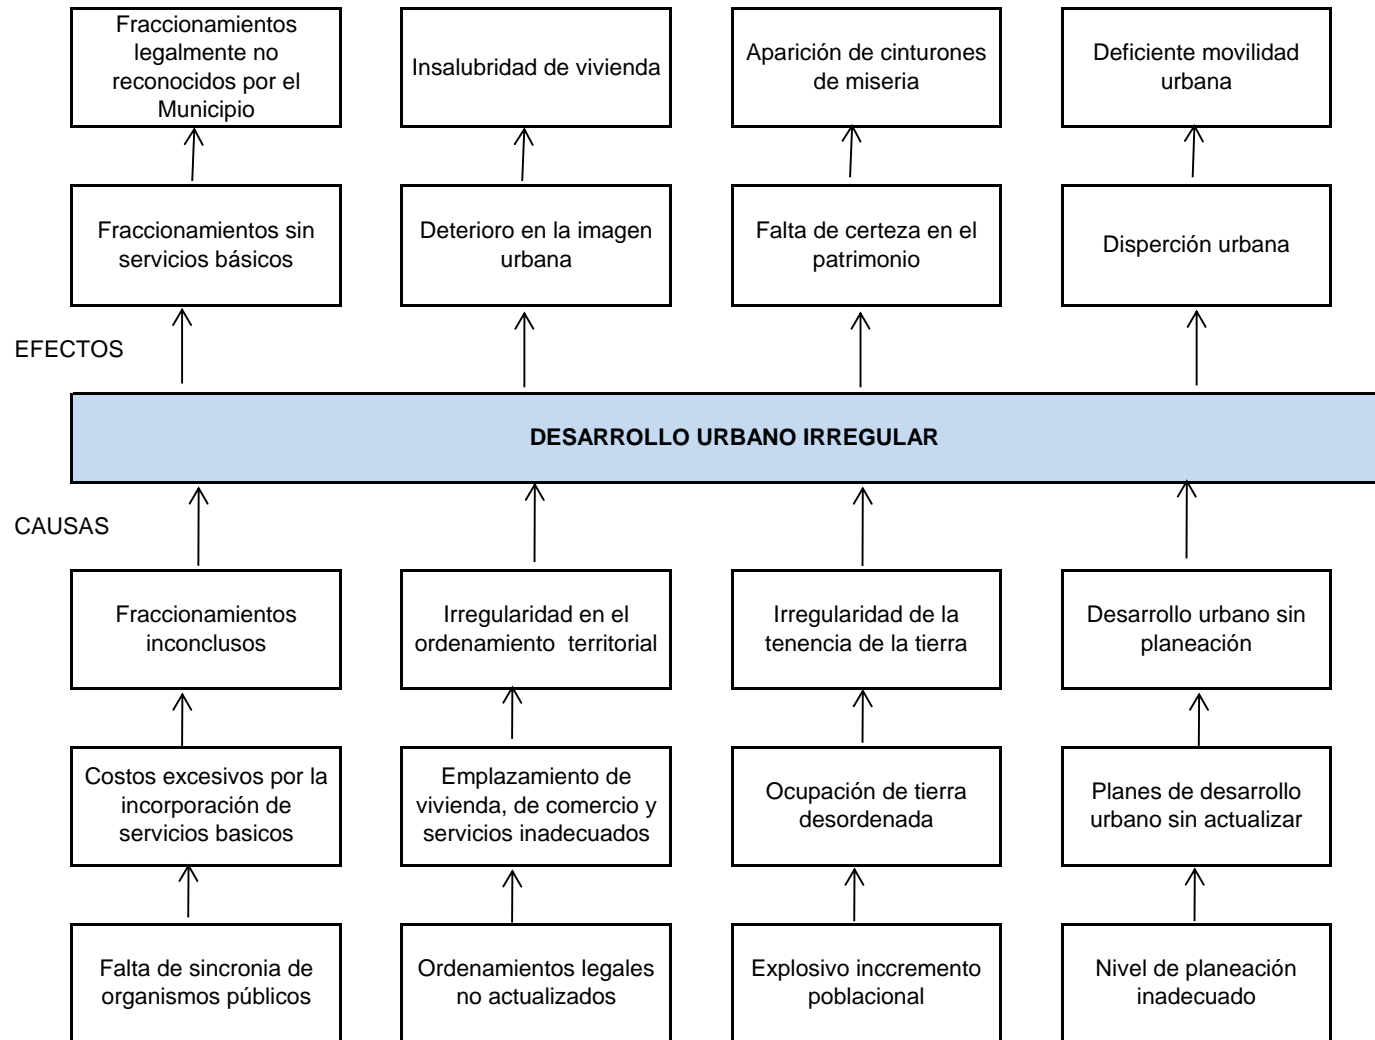 Fraccionamientos
legalmente no
reconocidos por el
Municipio
Insalubridad de vivienda
Aparición de cinturones
de miseria
Deficiente movilidad
urbana
Fraccionamientos sin
servicios básicos
Deterioro en la imagen
urbana
Falta de certeza en el
patrimonio
Disperción urbana
EFECTOS
DESARROLLO URBANO IRREGULAR
CAUSAS
Fraccionamientos
inconclusos
Irregularidad en el
ordenamiento territorial
Irregularidad de la
tenencia de la tierra
Desarrollo urbano sin
planeación
Costos excesivos por la
incorporación de
servicios basicos
Emplazamiento de
vivienda, de comercio y
servicios inadecuados
Ocupación de tierra
desordenada
Planes de desarrollo
urbano sin actualizar
Falta de sincronia de
organismos públicos
Ordenamientos legales
no actualizados
Explosivo inccremento
poblacional
Nivel de planeación
inadecuado